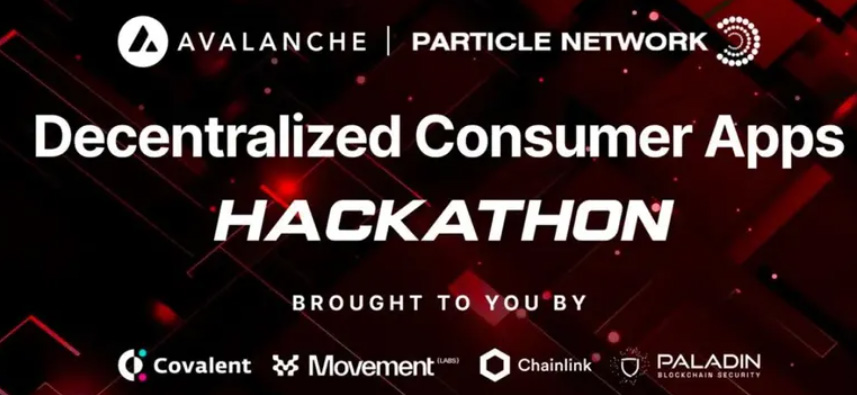 AVALANCHE | PARTICLE NETWORK
Decentralized Consumer Apps
HACKATHON
BROUGHT TO YOU BY
Covalent Movement (LABS) Chainlink PALADIN
BLOCKCHAIN SECURITY